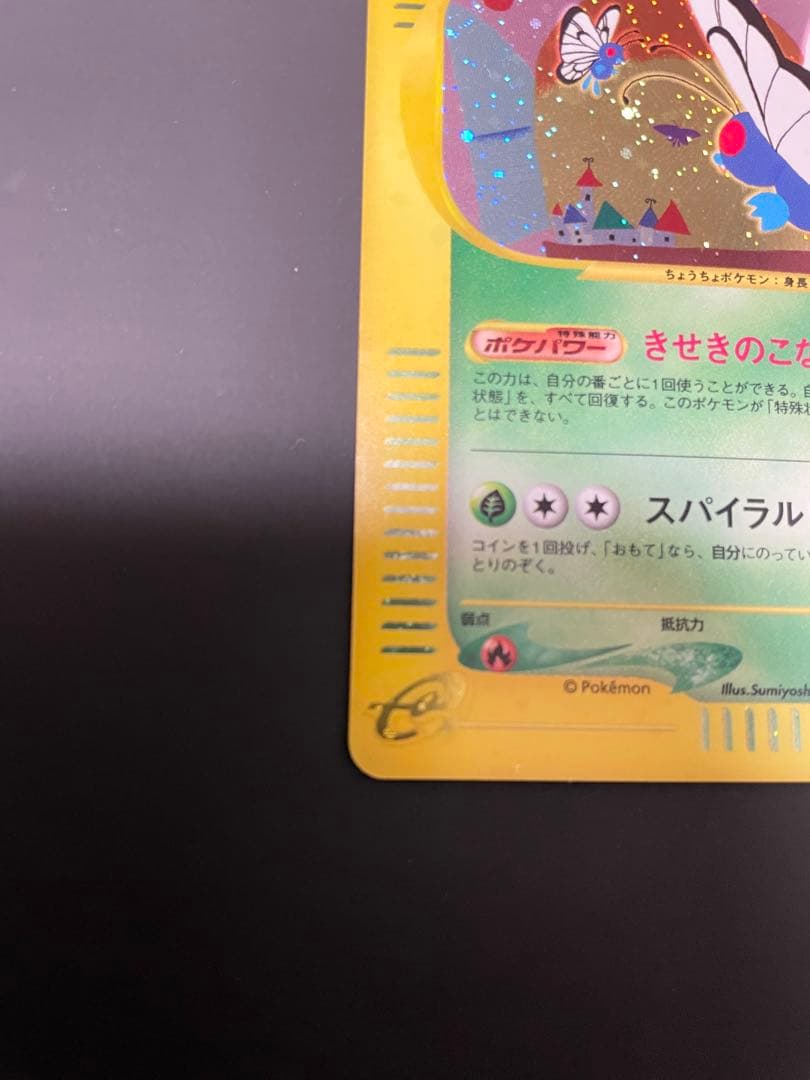 ちょうちょポケモン：身長
特殊能力
ポケパワー きせきのこな
この力は、自分の番ごとに1回使うことができる。自
状態」を、すべて回復する。このポケモンが「特殊状
とはできない。
スパイラル
コインを1回投げ、「おもて」なら、自分にのってい
とりのぞく。
弱点 抵抗力
© Pokémon Illus.Sumiyosh
e